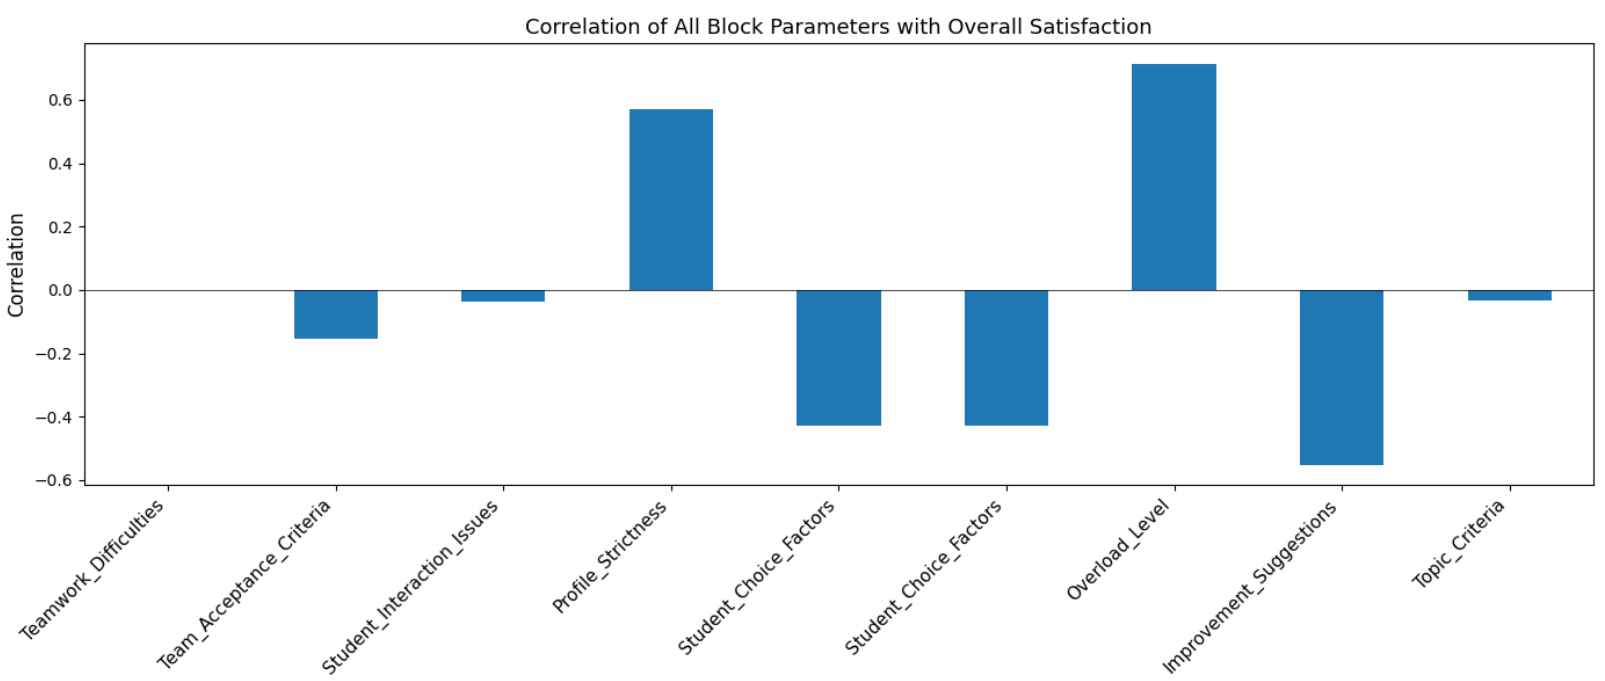 Correlation of All Block Parameters with Overall Satisfaction
Correlation
0.6
0.4
0.2
0.0
−0.2
−0.4
−0.6
Teamwork_Difficulties
Team_Acceptance_Criteria
Student_Interaction_Issues
Profile_Strictness
Student_Choice_Factors
Student_Choice_Factors
Overload_Level
Improvement_Suggestions
Topic_Criteria